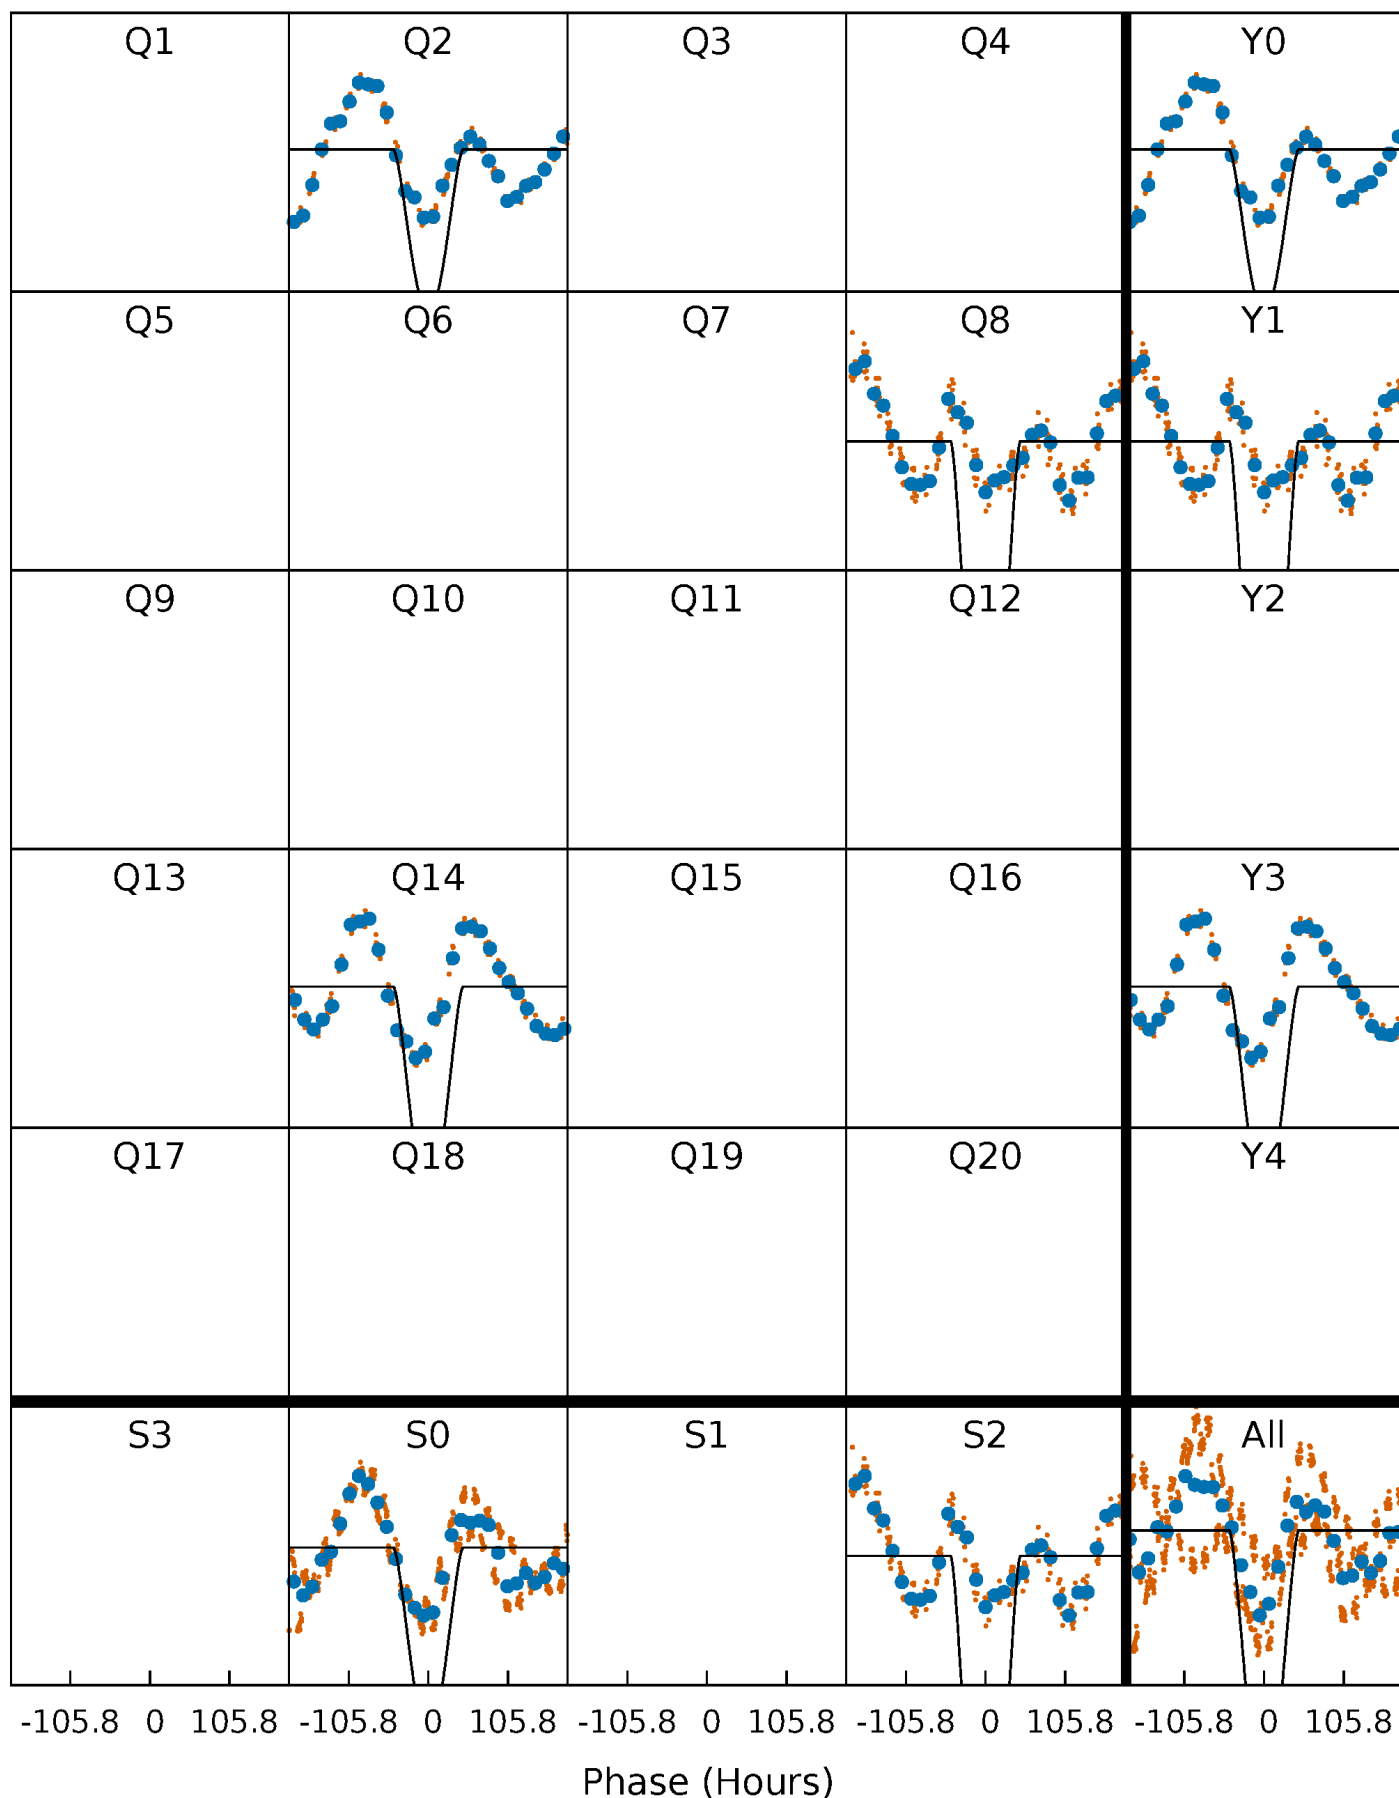 Q1 Q2 Q3 Q4 Y0
Q5 Q6 Q7 Q8 Y1
Q9 Q10 Q11 Q12 Y2
Q13 Q14 Q15 Q16 Y3
Q17 Q18 Q19 Q20 Y4
S3 S0 S1 S2 All
-105.8 0 105.8 -105.8 0 105.8 -105.8 0 105.8 -105.8 0 105.8 -105.8 0 105.8
Phase (Hours)